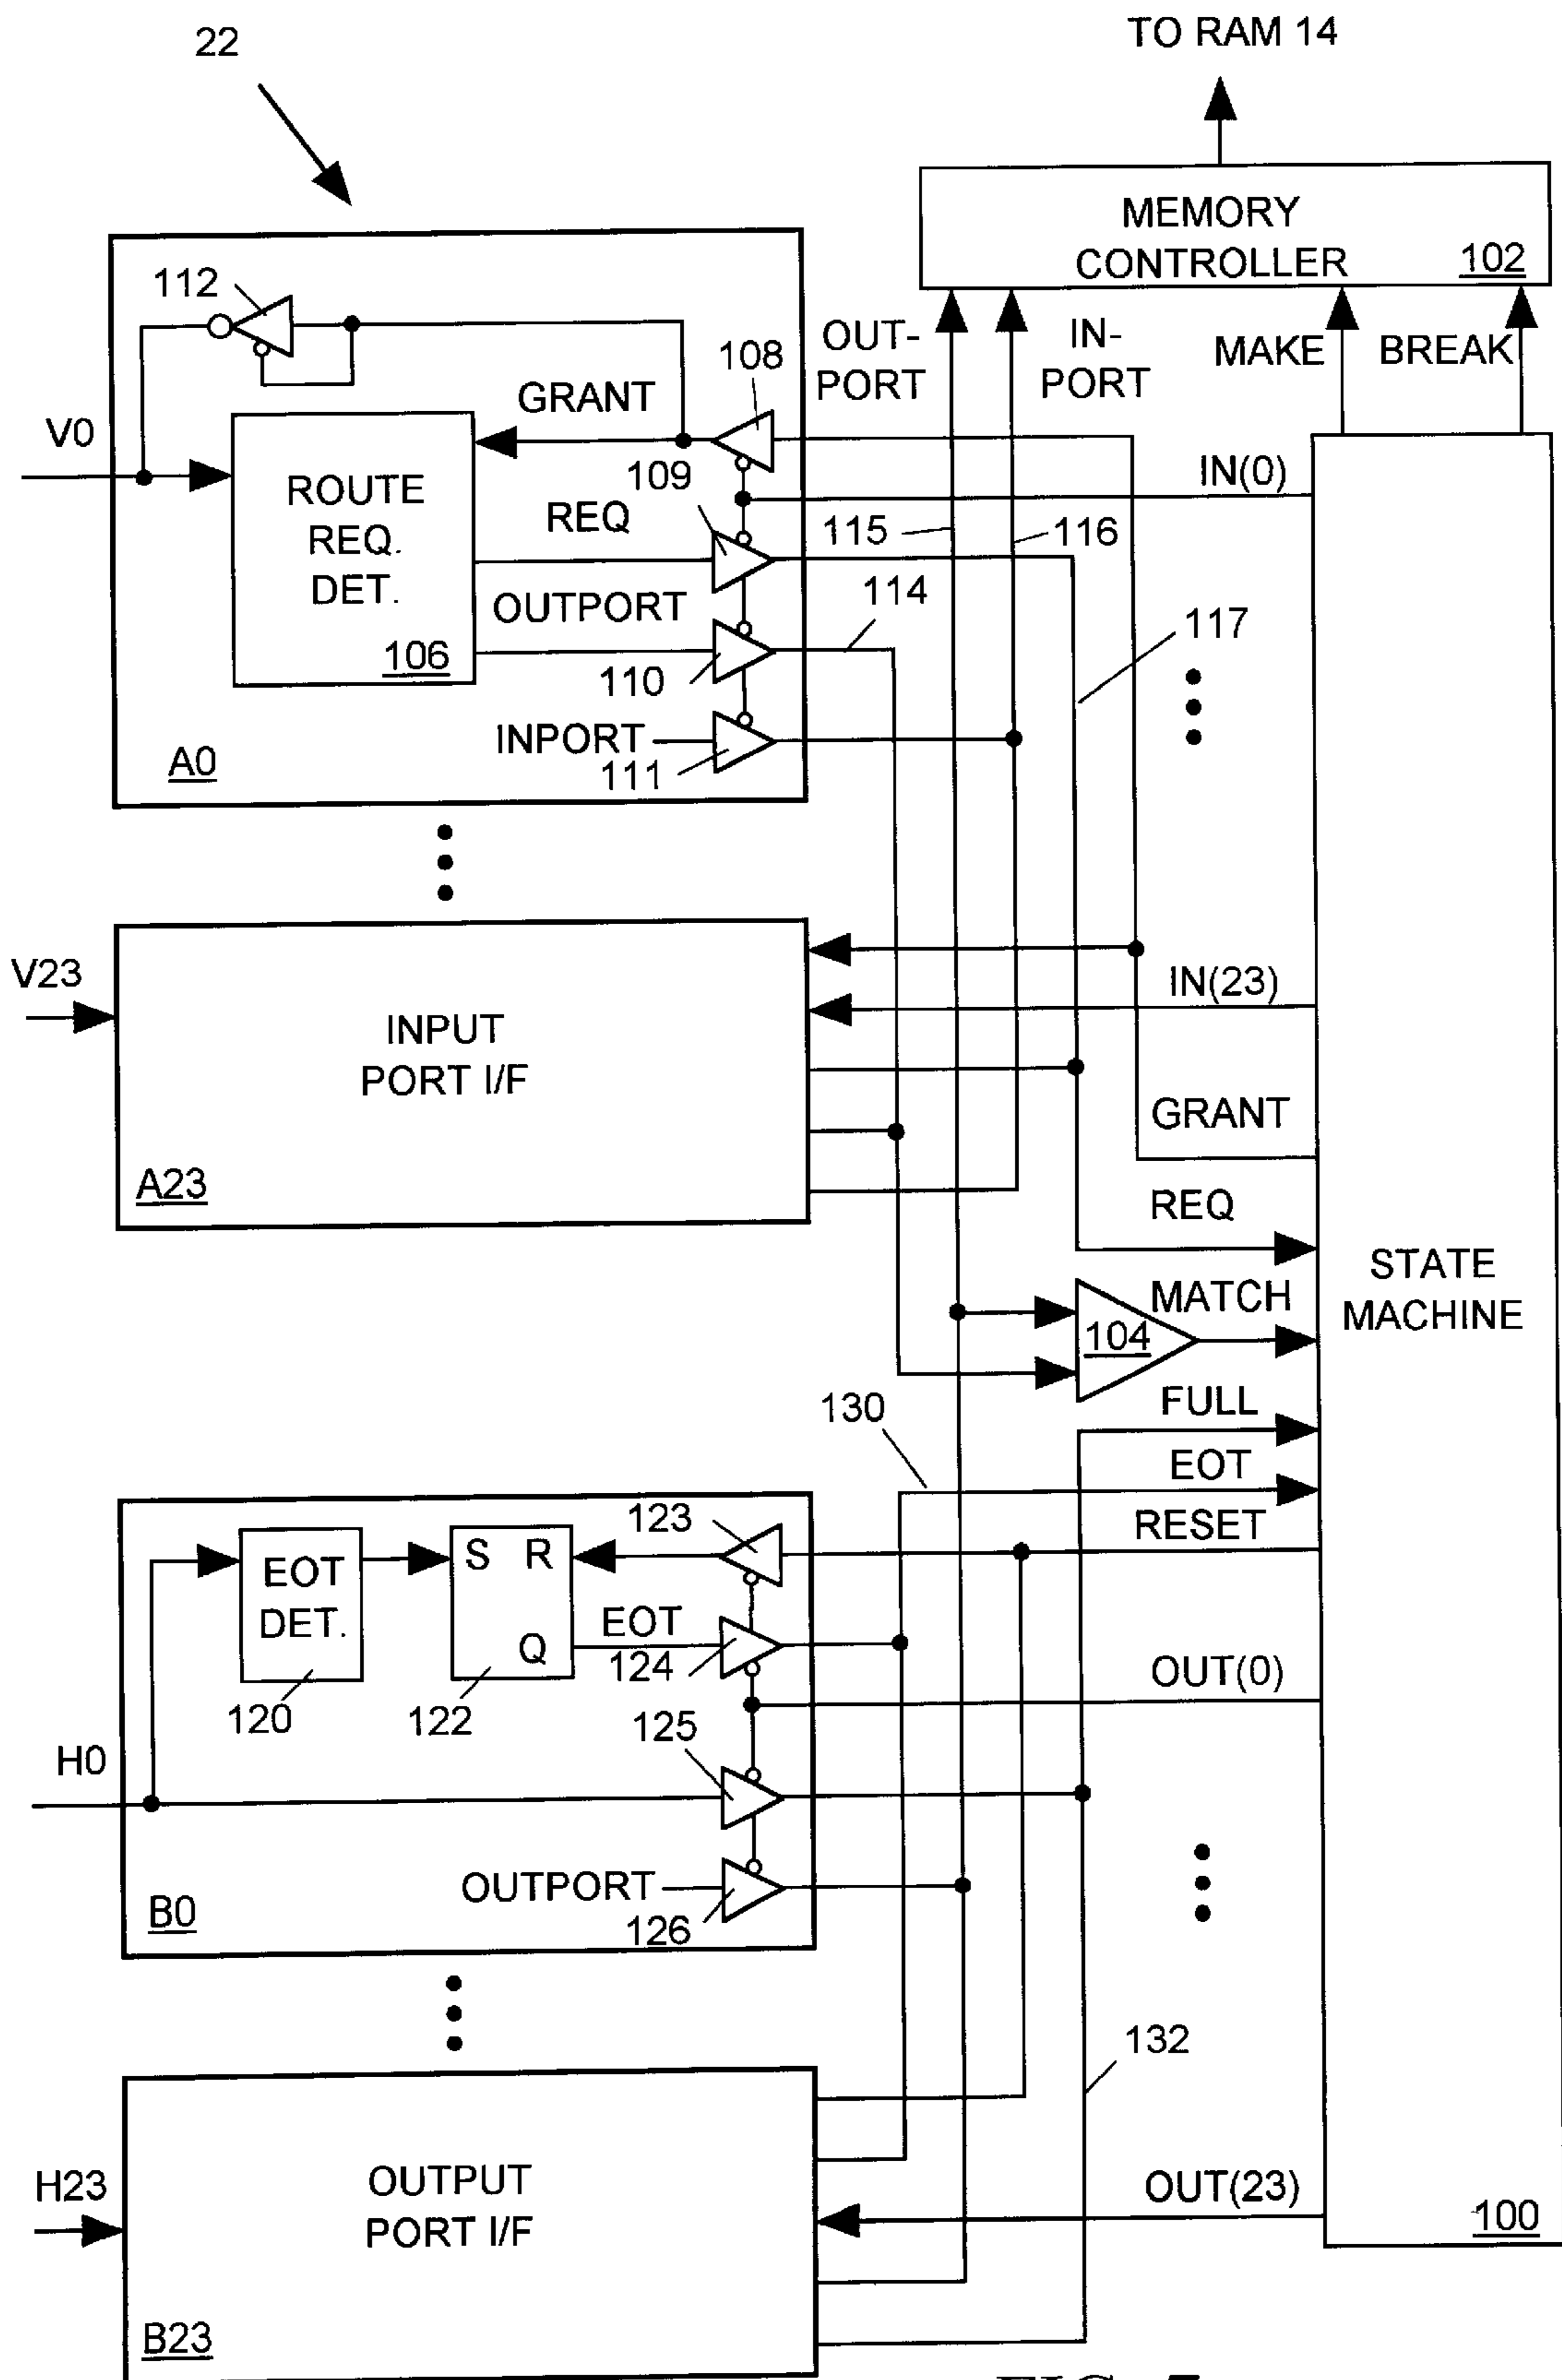 22
TO RAM 14
MEMORY
CONTROLLER
102
112
OUT-
PORT
IN-
PORT
MAKE
BREAK
108
GRANT
V0
109
IN(0)
ROUTE
REQ.
DET.
106
REQ
115
116
OUTPORT
114
117
110
INPORT
111
A0
V23
IN(23)
INPUT
PORT I/F
GRANT
A23
REQ
STATE
MACHINE
MATCH
104
130
FULL
EOT
RESET
123
EOT
DET.
S R
Q
EOT
124
OUT(0)
120
122
125
H0
OUTPORT
126
B0
132
H23
OUTPUT
PORT I/F
OUT(23)
100
B23